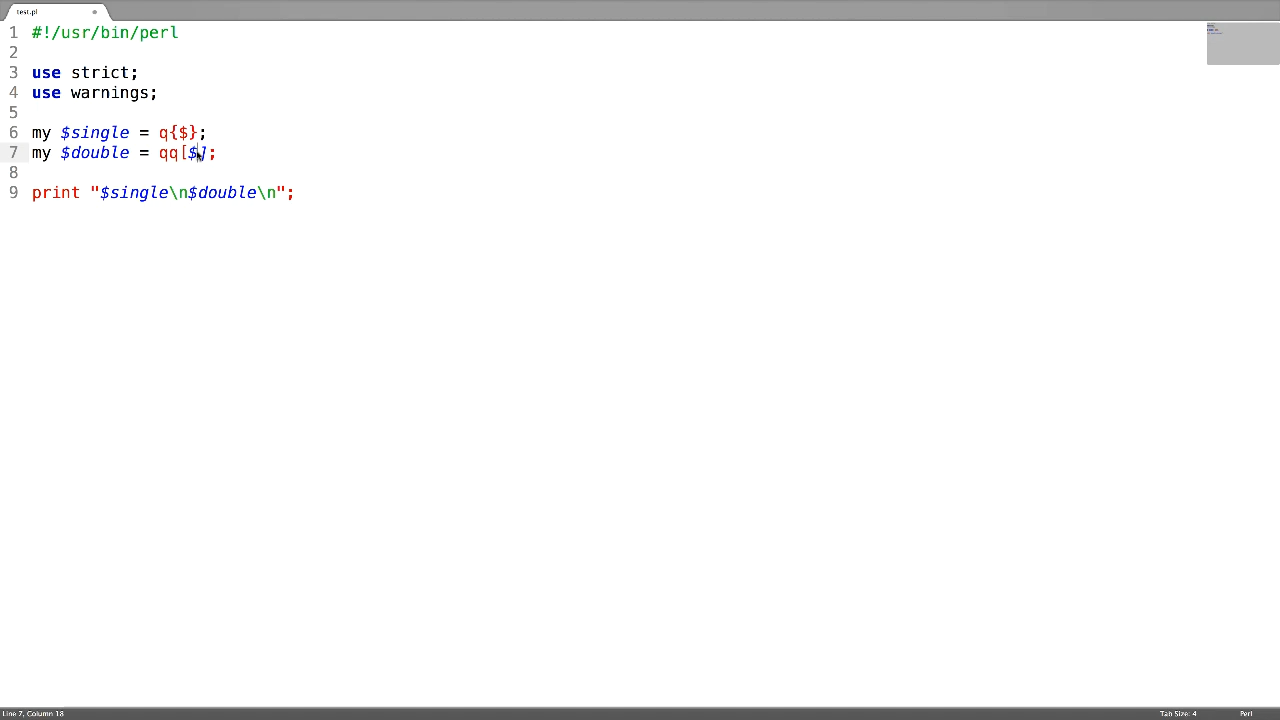 test.pl
1 #!/usr/bin/perl
2
3 use strict;
4 use warnings;
5
6 my $single = q{$};
7 my $double = qq[$];
8
9 print "$single\n$double\n";
Line 7, Column 18
Tab Size: 4
Perl